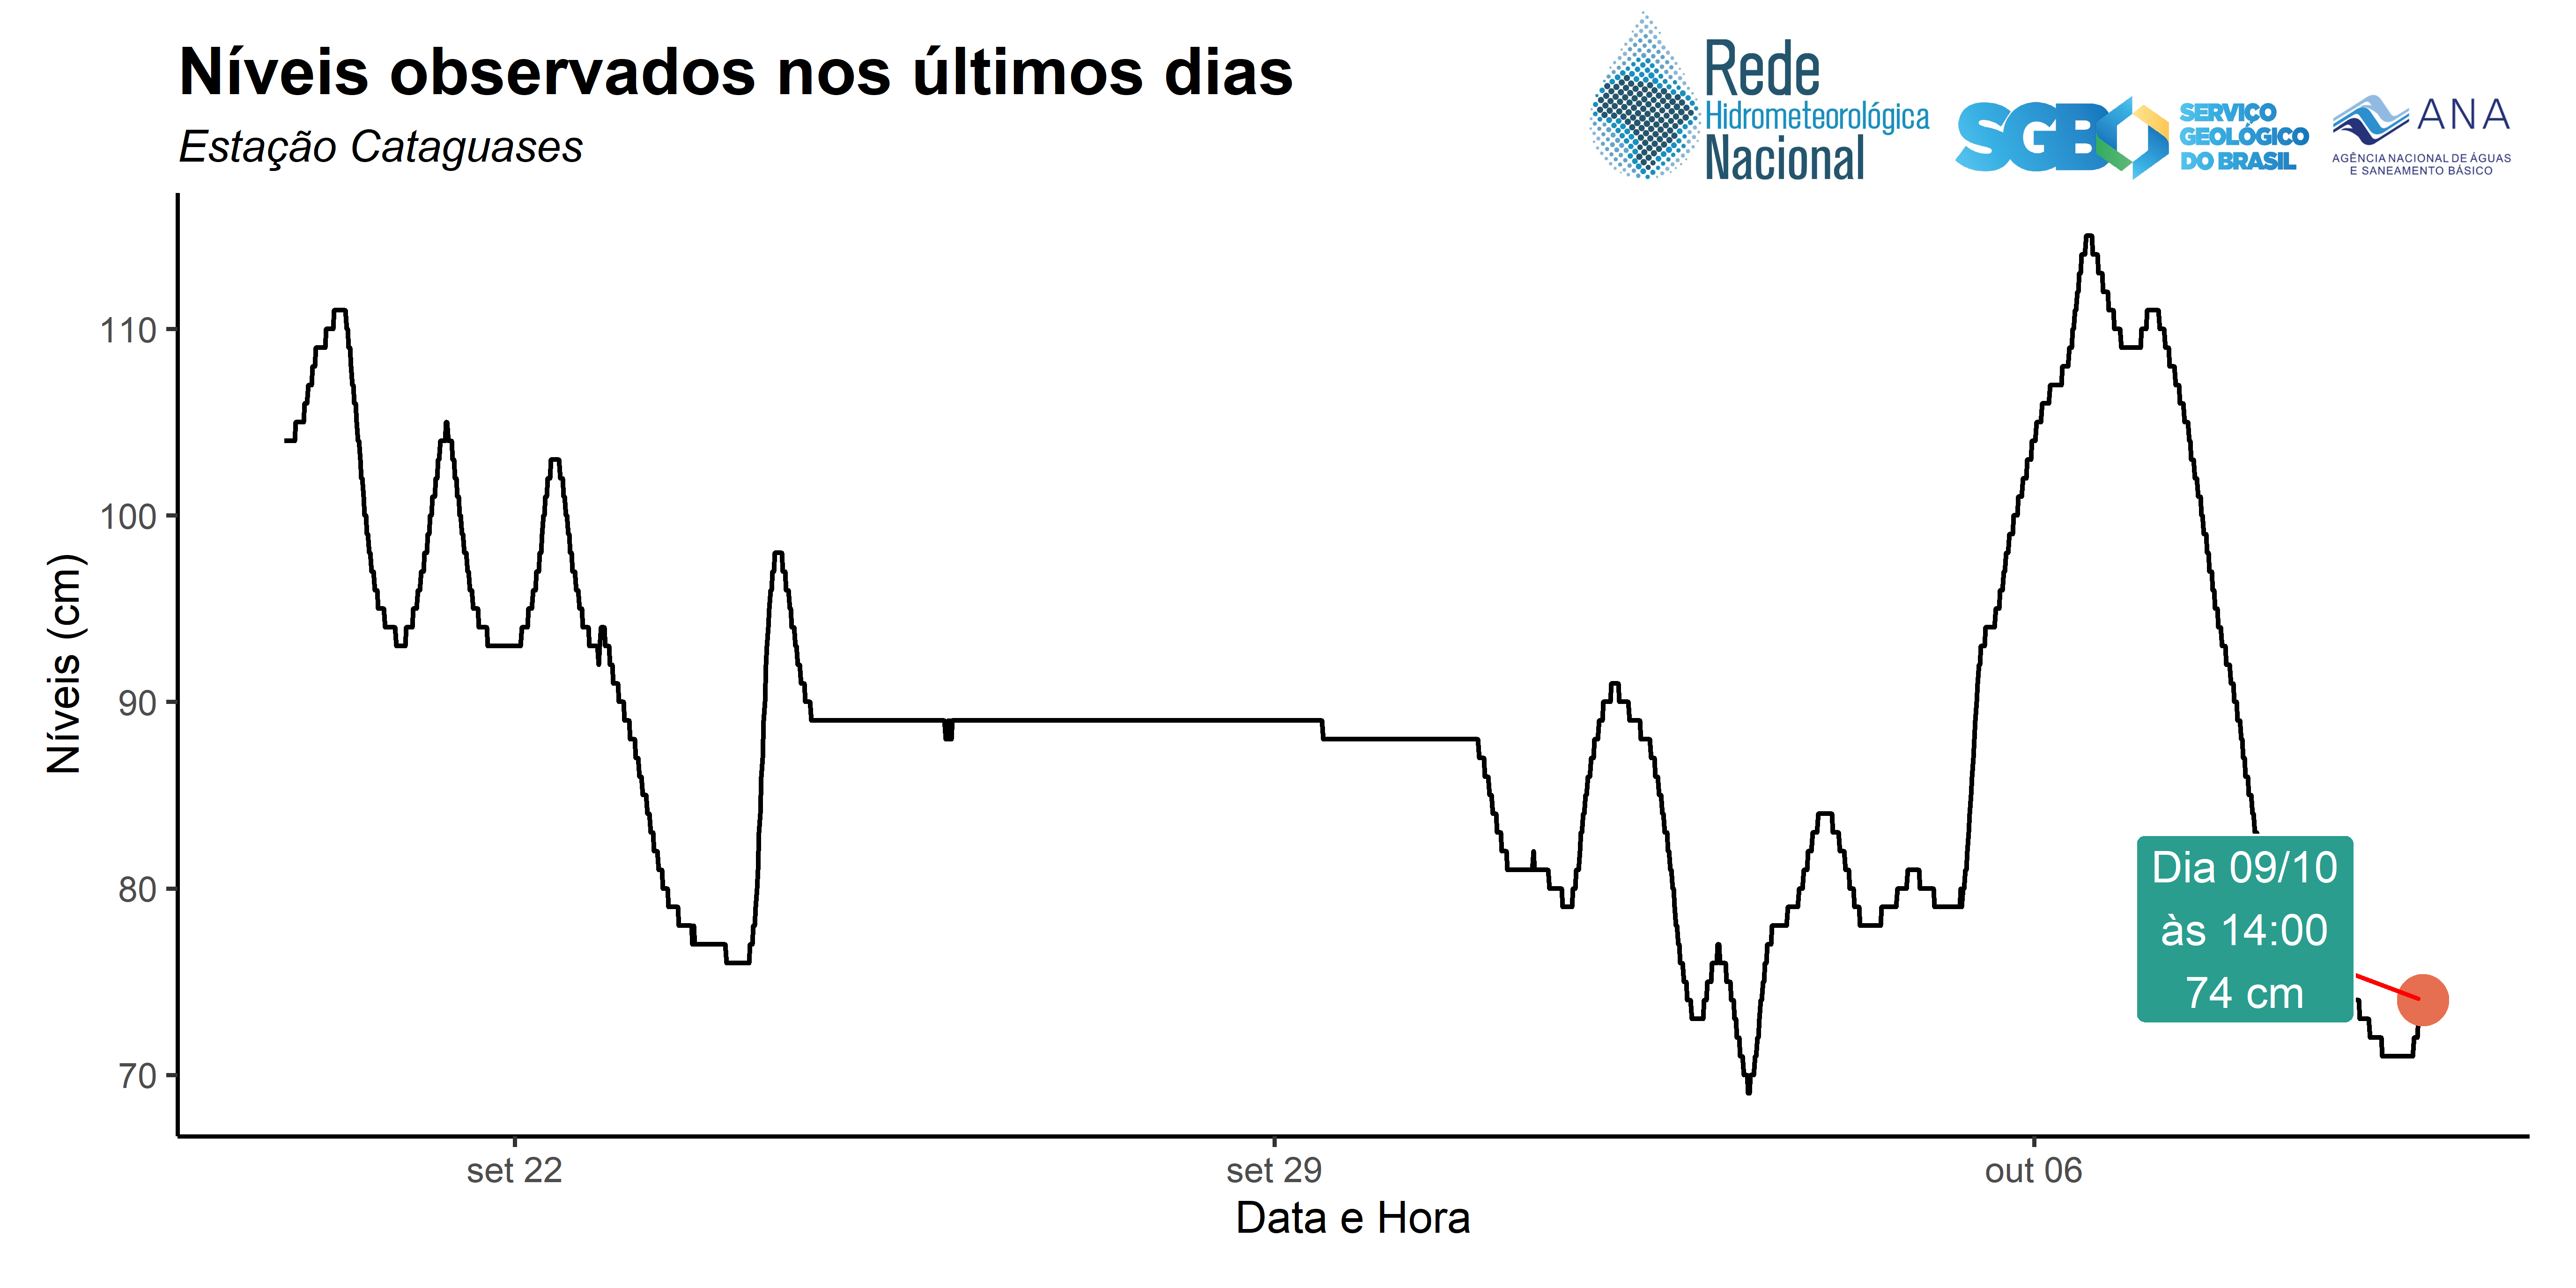 Níveis observados nos últimos dias
Estação Cataguases
Rede
Hidrometeorológica
Nacional
SGB
SERVIÇO
GEOLÓGICO
DO BRASIL
ANA
AGÊNCIA NACIONAL DE ÁGUAS
E SANEAMENTO BÁSICO
Níveis (cm)
110
100
90
80
70
Dia 09/10
às 14:00
74 cm
set 22
set 29
out 06
Data e Hora